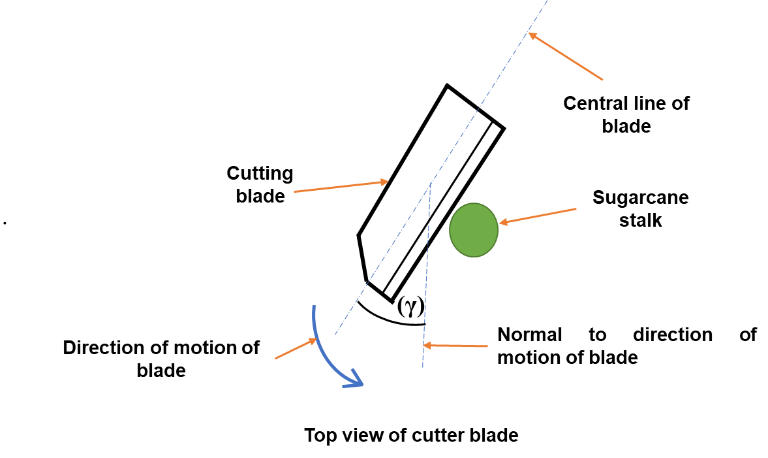 Central line of
blade
Cutting
blade
Sugarcane
stalk
.
(γ)
Normal to direction of
motion of blade
Direction of motion of
blade
Top view of cutter blade